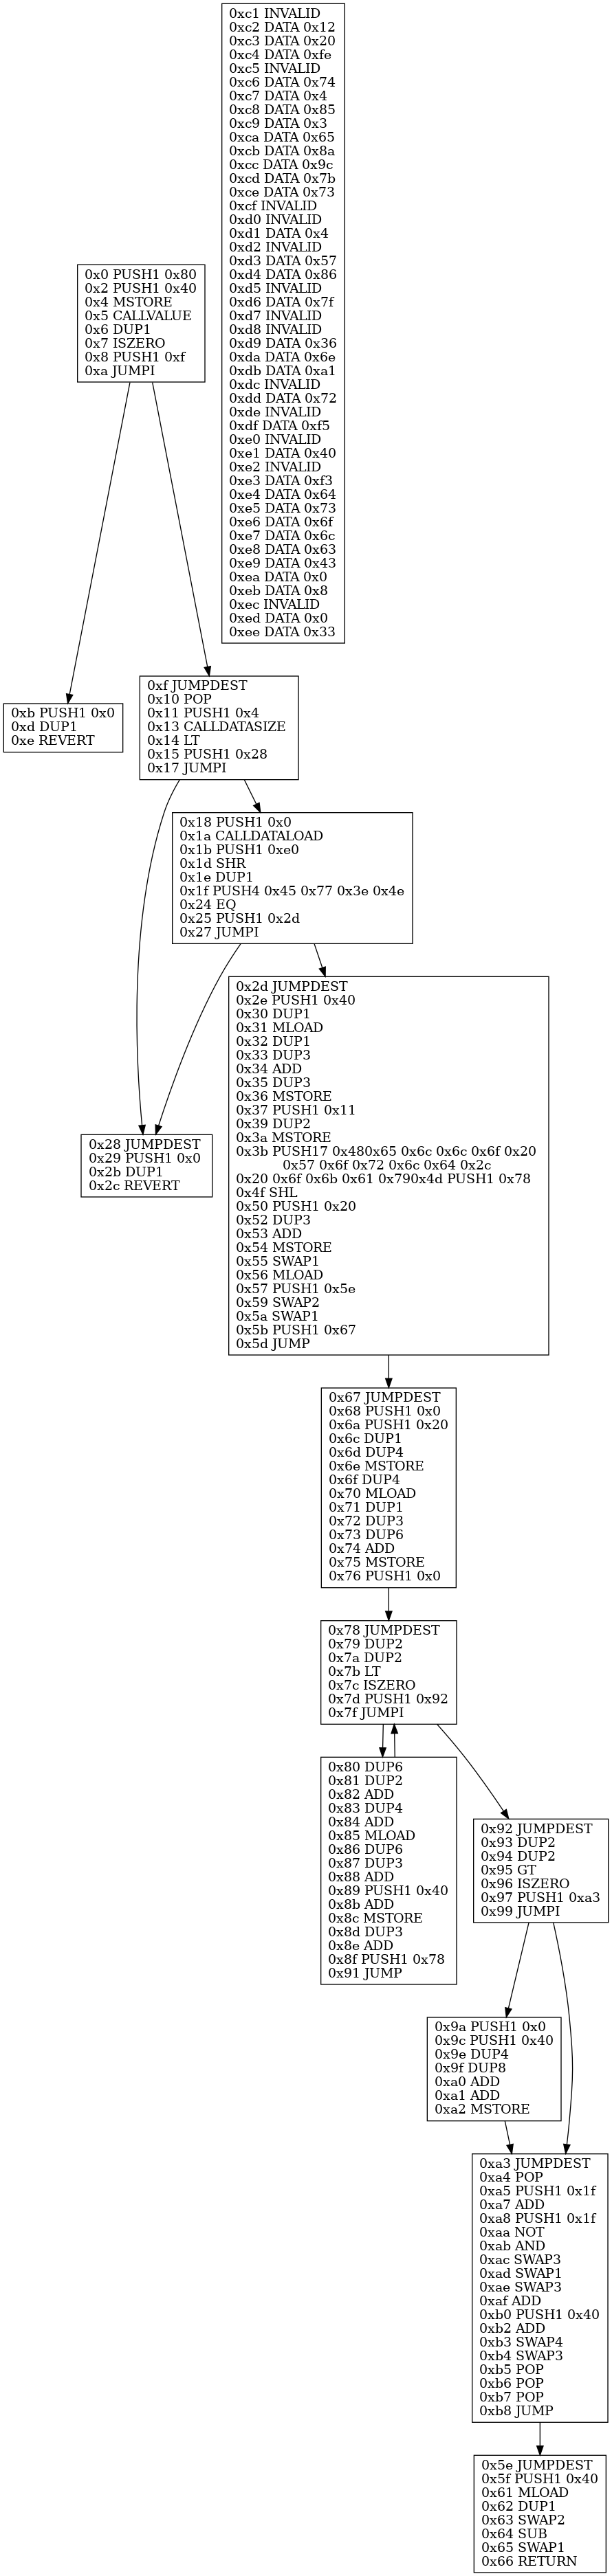 0xc1 INVALID
0xc2 DATA 0x12
0xc3 DATA 0x20
0xc4 DATA 0xfe
0xc5 INVALID
0xc6 DATA 0x74
0xc7 DATA 0x4
0xc8 DATA 0x85
0xc9 DATA 0x3
0xca DATA 0x65
0xcb DATA 0x8a
0xcc DATA 0x9c
0xcd DATA 0x7b
0xce DATA 0x73
0xcf INVALID
0xd0 INVALID
0xd1 DATA 0x4
0xd2 INVALID
0xd3 DATA 0x57
0xd4 DATA 0x86
0xd5 INVALID
0xd6 DATA 0x7f
0xd7 INVALID
0xd8 INVALID
0xd9 DATA 0x36
0xda DATA 0x6e
0xdb DATA 0xa1
0xdc INVALID
0xdd DATA 0x72
0xde INVALID
0xdf DATA 0xf5
0xe0 INVALID
0xe1 DATA 0x40
0xe2 INVALID
0xe3 DATA 0xf3
0xe4 DATA 0x64
0xe5 DATA 0x73
0xe6 DATA 0x6f
0xe7 DATA 0x6c
0xe8 DATA 0x63
0xe9 DATA 0x43
0xea DATA 0x0
0xeb DATA 0x8
0xec INVALID
0xed DATA 0x0
0xee DATA 0x33
0x0 PUSH1 0x80
0x2 PUSH1 0x40
0x4 MSTORE
0x5 CALLVALUE
0x6 DUP1
0x7 ISZERO
0x8 PUSH1 0xf
0xa JUMPI
0xb PUSH1 0x0
0xd DUP1
0xe REVERT
0xf JUMPDEST
0x10 POP
0x11 PUSH1 0x4
0x13 CALLDATASIZE
0x14 LT
0x15 PUSH1 0x28
0x17 JUMPI
0x18 PUSH1 0x0
0x1a CALLDATALOAD
0x1b PUSH1 0xe0
0x1d SHR
0x1e DUP1
0x1f PUSH4 0x45 0x77 0x3e 0x4e
0x24 EQ
0x25 PUSH1 0x2d
0x27 JUMPI
0x28 JUMPDEST
0x29 PUSH1 0x0
0x2b DUP1
0x2c REVERT
0x2d JUMPDEST
0x2e PUSH1 0x40
0x30 DUP1
0x31 MLOAD
0x32 DUP1
0x33 DUP3
0x34 ADD
0x35 DUP3
0x36 MSTORE
0x37 PUSH1 0x11
0x39 DUP2
0x3a MSTORE
0x3b PUSH17 0x480x65 0x6c 0x6c 0x6f 0x20
0x57 0x6f 0x72 0x6c 0x64 0x2c
0x20 0x6f 0x6b 0x61 0x790x4d PUSH1 0x78
0x4f SHL
0x50 PUSH1 0x20
0x52 DUP3
0x53 ADD
0x54 MSTORE
0x55 SWAP1
0x56 MLOAD
0x57 PUSH1 0x5e
0x59 SWAP2
0x5a SWAP1
0x5b PUSH1 0x67
0x5d JUMP
0x67 JUMPDEST
0x68 PUSH1 0x0
0x6a PUSH1 0x20
0x6c DUP1
0x6d DUP4
0x6e MSTORE
0x6f DUP4
0x70 MLOAD
0x71 DUP1
0x72 DUP3
0x73 DUP6
0x74 ADD
0x75 MSTORE
0x76 PUSH1 0x0
0x78 JUMPDEST
0x79 DUP2
0x7a DUP2
0x7b LT
0x7c ISZERO
0x7d PUSH1 0x92
0x7f JUMPI
0x80 DUP6
0x81 DUP2
0x82 ADD
0x83 DUP4
0x84 ADD
0x85 MLOAD
0x86 DUP6
0x87 DUP3
0x88 ADD
0x89 PUSH1 0x40
0x8b ADD
0x8c MSTORE
0x8d DUP3
0x8e ADD
0x8f PUSH1 0x78
0x91 JUMP
0x92 JUMPDEST
0x93 DUP2
0x94 DUP2
0x95 GT
0x96 ISZERO
0x97 PUSH1 0xa3
0x99 JUMPI
0x9a PUSH1 0x0
0x9c PUSH1 0x40
0x9e DUP4
0x9f DUP8
0xa0 ADD
0xa1 ADD
0xa2 MSTORE
0xa3 JUMPDEST
0xa4 POP
0xa5 PUSH1 0x1f
0xa7 ADD
0xa8 PUSH1 0x1f
0xaa NOT
0xab AND
0xac SWAP3
0xad SWAP1
0xae SWAP3
0xaf ADD
0xb0 PUSH1 0x40
0xb2 ADD
0xb3 SWAP4
0xb4 SWAP3
0xb5 POP
0xb6 POP
0xb7 POP
0xb8 JUMP
0x5e JUMPDEST
0x5f PUSH1 0x40
0x61 MLOAD
0x62 DUP1
0x63 SWAP2
0x64 SUB
0x65 SWAP1
0x66 RETURN